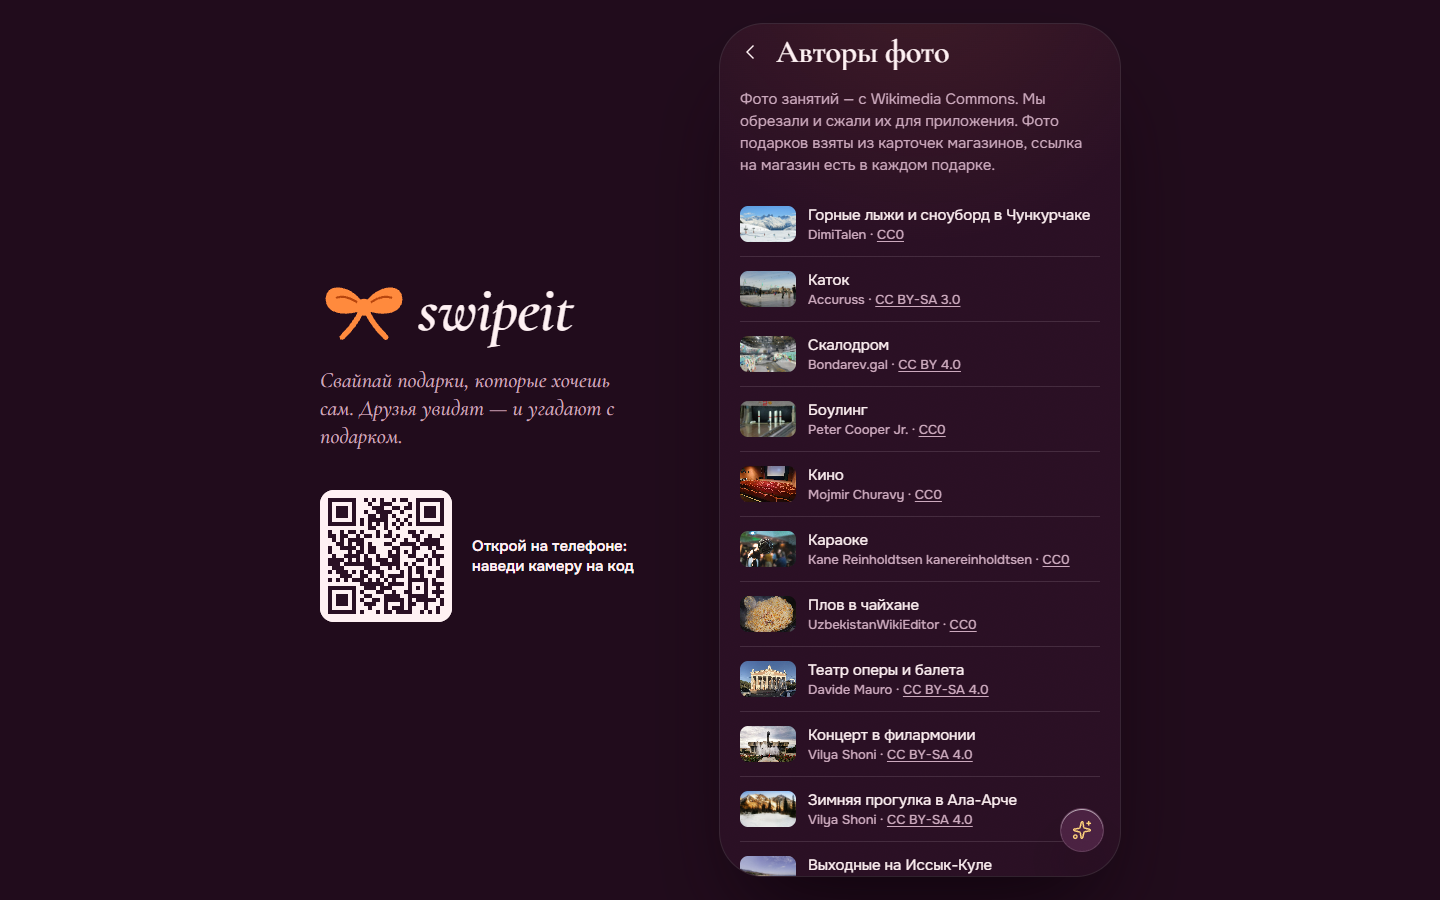 swipeit
Свайпай подарки, которые хочешь
сам. Друзья увидят — и угадают с
подарком.
Открой на телефоне:
наведи камеру на код
Авторы фото
Фото занятий — с Wikimedia Commons. Мы
обрезали и сжали их для приложения. Фото
подарков взяты из карточек магазинов, ссылка
на магазин есть в каждом подарке.
Горные лыжи и сноуборд в Чункурчаке
DimiTalen · CC0
Каток
Accuruss · CC BY-SA 3.0
Скалодром
Bondarev.gal · CC BY 4.0
Боулинг
Peter Cooper Jr. · CC0
Кино
Mojmir Churavy · CC0
Караоке
Kane Reinholdtsen kanereinholdtsen · CC0
Плов в чайхане
UzbekistanWikiEditor · CC0
Театр оперы и балета
Davide Mauro · CC BY-SA 4.0
Концерт в филармонии
Vilya Shoni · CC BY-SA 4.0
Зимняя прогулка в Ала-Арче
Vilya Shoni · CC BY-SA 4.0
Выходные на Иссык-Куле